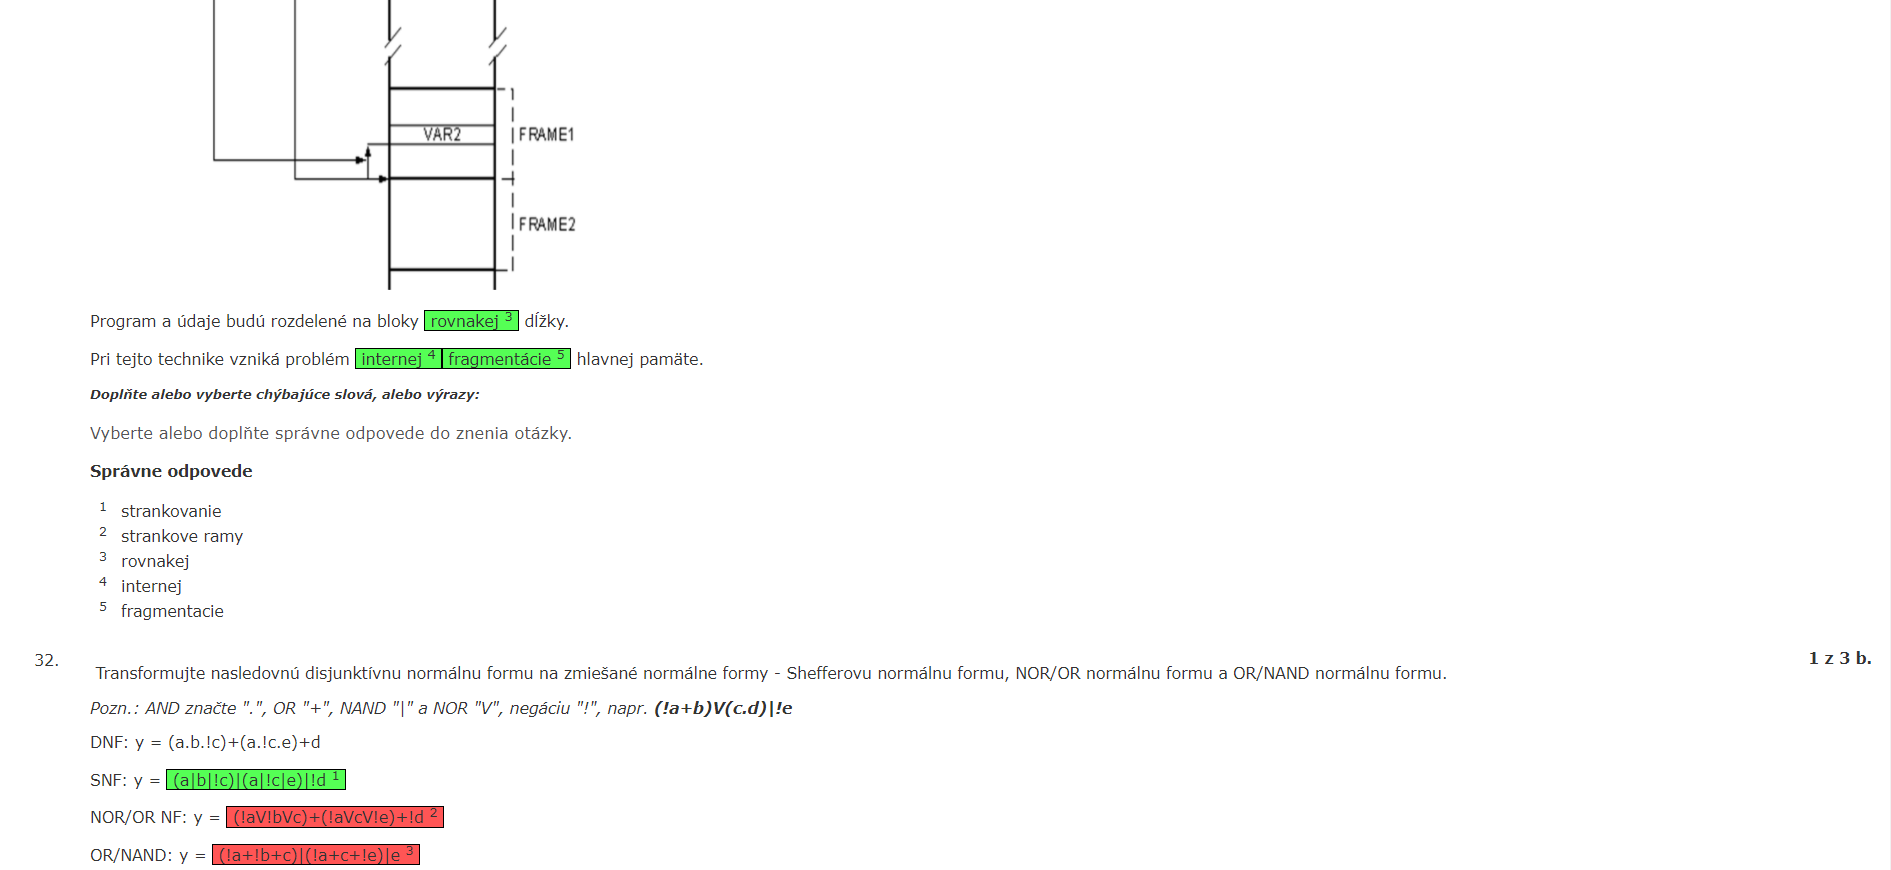 VAR2
FRAME1
FRAME2
Program a údaje budú rozdelené na bloky rovnakej 3 dĺžky.
Pri tejto technike vzniká problém internej 4 fragmentácie 5 hlavnej pamäte.
Doplňte alebo vyberte chýbajúce slová, alebo výrazy:
Vyberte alebo doplňte správne odpovede do znenia otázky.
Správne odpovede
1 strankovanie
2 strankove ramy
3 rovnakej
4 internej
5 fragmentacie
32.
1 z 3 b.
Transformujte nasledovnú disjunktívnu normálnu formu na zmiešané normálne formy - Shefferovu normálnu formu, NOR/OR normálnu formu a OR/NAND normálnu formu.
Pozn.: AND značte ".", OR "+", NAND "|" a NOR "V", negáciu "!", napr. (!a+b)V(c.d)|!e
DNF: y = (a.b.!c)+(a.!c.e)+d
SNF: y = (a|b|!c)|(a|!c|e)|!d 1
NOR/OR NF: y = (!aV!bVc)+(!aVcV!e)+!d 2
OR/NAND: y = (!a+!b+c)|(!a+c+!e)|e 3